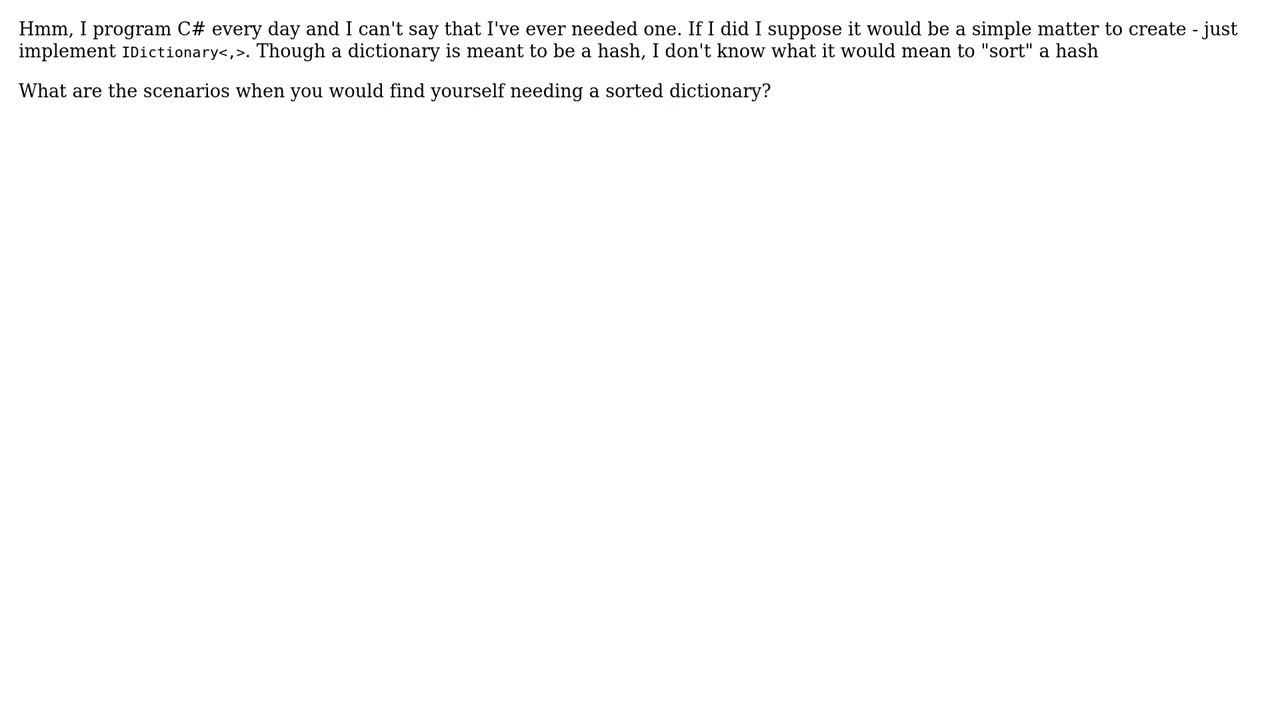 Hmm, I program C# every day and I can't say that I've ever needed one. If I did I suppose it would be a simple matter to create - just
implement IDictionary<,>. Though a dictionary is meant to be a hash, I don't know what it would mean to "sort" a hash
What are the scenarios when you would find yourself needing a sorted dictionary?